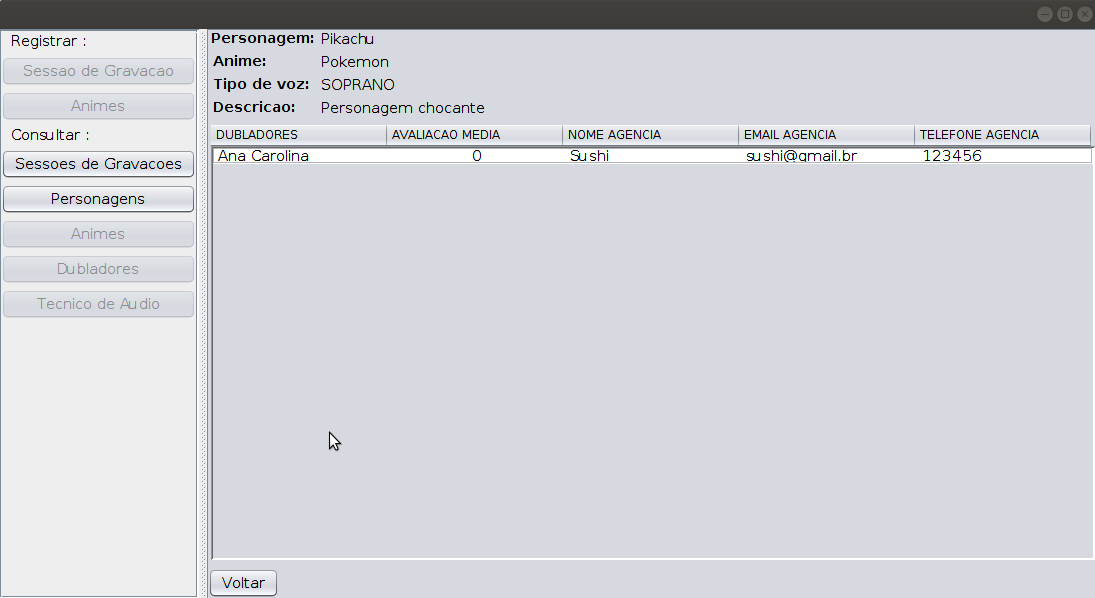 Registrar :
Sessao de Gravacao
Animes
Consultar :
Sessoes de Gravacoes
Personagens
Animes
Dubladores
Tecnico de Audio
Personagem: Pikachu
Anime: Pokemon
Tipo de voz: SOPRANO
Descricao: Personagem chocante
DUBLADORES AVALIACAO MEDIA NOME AGENCIA EMAIL AGENCIA TELEFONE AGENCIA
Ana Carolina 0 Sushi sushi@gmail.br 123456
Voltar